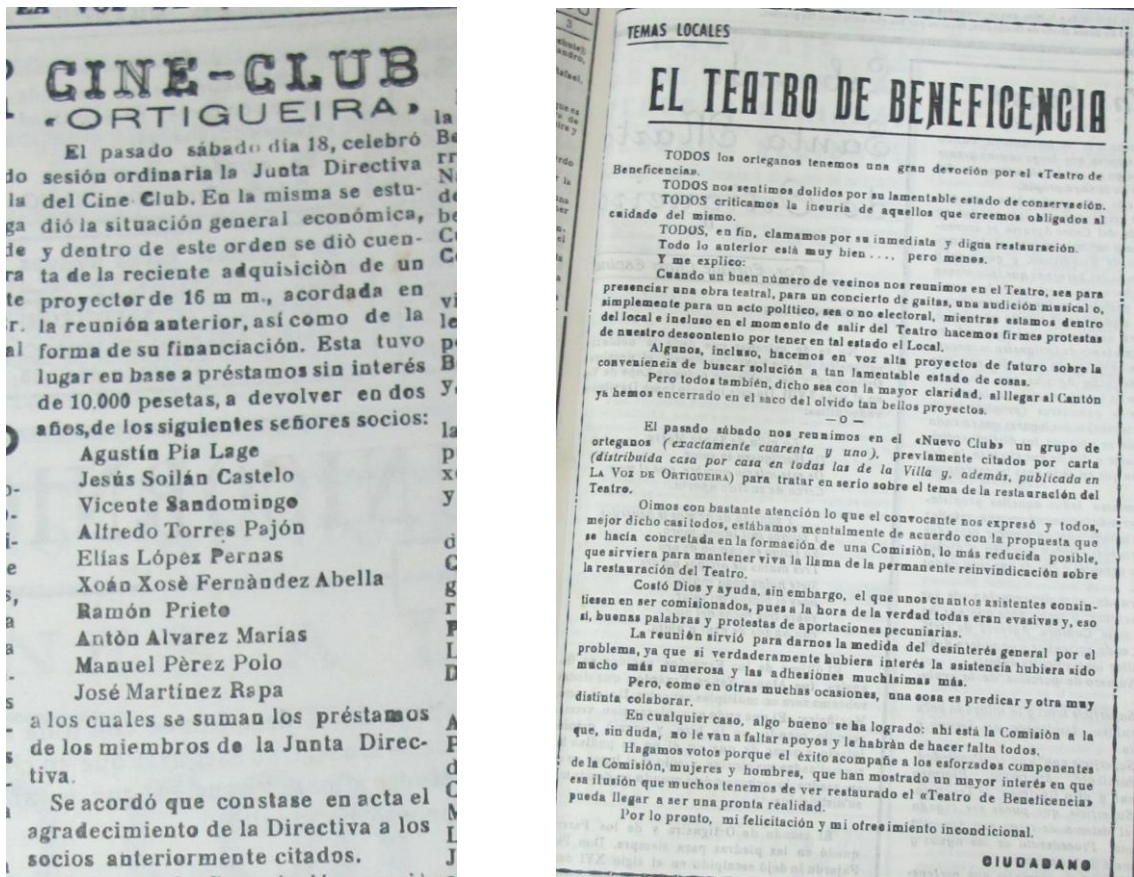 CINE-CLUB
«ORTIGUEIRA»
El pasado sábado día 18, celebró
sesión ordinaria la Junta Directiva
del Cine Club. En la misma se estu-
dió la situación general económica,
y dentro de este orden se diò cuen-
ta de la reciente adquisiciòn de un
proyector de 16 m m., acordada en
la reunión anterior, así como de la
forma de su financiación. Esta tuvo
lugar en base a préstamos sin interés
de 10.000 pesetas, a devolver en dos
años, de los siguientes señores socios:
Agustín Pia Lage
Jesús Soilán Castelo
Vicente Sandomingo
Alfredo Torres Pajón
Elías López Pernas
Xoán Xosè Fernàndez Abella
Ramón Prieto
Antòn Alvarez Marías
Manuel Pèrez Polo
José Martínez Rapa
a los cuales se suman los préstamos
de los miembros de la Junta Direc-
tiva.
Se acordó que constase en acta el
agradecimiento de la Directiva a los
socios anteriormente citados.
TEMAS LOCALES
EL TEATRO DE BENEFICENCIA
TODOS los orteganos tenemos una gran devoción por el «Teatro de
Beneficencia».
TODOS nos sentimos dolidos por su lamentable estado de conservación.
TODOS criticamos la incuria de aquellos que creemos obligados al
cuidado del mismo.
TODOS, en fin, clamamos por su inmediata y digna restauración.
Todo lo anterior está muy bien . . . , pero menos.
Y me explico:
Cuando un buen número de vecinos nos reunimos en el Teatro, sea para
presenciar una obra teatral, para un concierto de gaitas, una audición musical o,
simplemente para un acto político, sea o no electoral, mientras estamos dentro
del local e incluso en el momento de salir del Teatro hacemos firmes protestas
de nuestro descontento por tener en tal estado el Local.
Algunos, incluso, hacemos en voz alta proyectos de futuro sobre la
conveniencia de buscar solución a tan lamentable estado de cosas.
Pero todos también, dicho sea con la mayor claridad, al llegar al Cantón
ya hemos encerrado en el saco del olvido tan bellos proyectos.
— O —
El pasado sábado nos reunímos en el «Nuevo Club» un grupo de
orteganos (exactamente cuarenta y uno), previamente citados por carta
(distribuída casa por casa en todas las de la Villa y, además, publicada en
LA VOZ DE ORTIGUEIRA) para tratar en serio sobre el tema de la restauración del
Teatro.
Oimos con bastante atención lo que el convocante nos expresó y todos,
mejor dicho casi todos, estábamos mentalmente de acuerdo con la propuesta que
se hacía concretada en la formación de una Comisiòn, lo más reducida posible,
que sirviera para mantener viva la llama de la permanente reinvindicación sobre
la restauración del Teatro.
Costó Dios y ayuda, sin embargo, el que unos cuantos asistentes consin-
tiesen en ser comisionados, pues a la hora de la verdad todas eran evasivas y, eso
si, buenas palabras y protestas de aportaciones pecuniarias.
La reunión sirvió para darnos la medida del desinterés general por el
problema, ya que si verdaderamente hubiera interés la asistencia hubiera sido
mucho más numerosa y las adhesiones muchísimas más.
Pero, como en otras muchas ocasiones, una cosa es predicar y otra muy
distinta colaborar.
En cualquier caso, algo bueno se ha logrado: ahi está la Comisión a la
que, sin duda, no le van a faltar apoyos y le habrán de hacer falta todos.
Hagamos votos porque el éxito acompañe a los esforzados componentes
de la Comisión, mujeres y hombres, que han mostrado un mayor interés en que
esa ilusión que muchos tenemos de ver restaurado el «Teatro de Beneficencia»
pueda llegar a ser una pronta realidad.
Por lo pronto, mi felicitación y mi ofrecimiento incondicional.
CIUDADANO